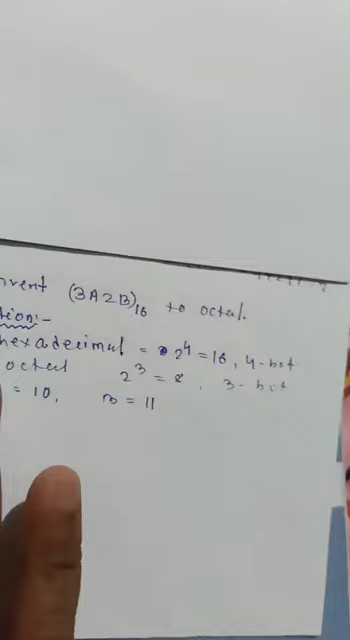 nvert (3A2B)16 to octal.
tion:-
hexadecimal = 2^4 = 16, 4-bit
octal 2^3 = 8, 3-bit
= 10, B = 11